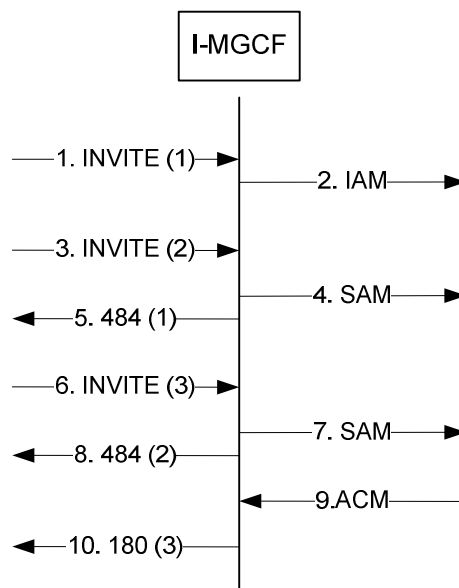 I-MGCF
1. INVITE (1)
2. IAM
3. INVITE (2)
4. SAM
5. 484 (1)
6. INVITE (3)
7. SAM
8. 484 (2)
9.ACM
10. 180 (3)